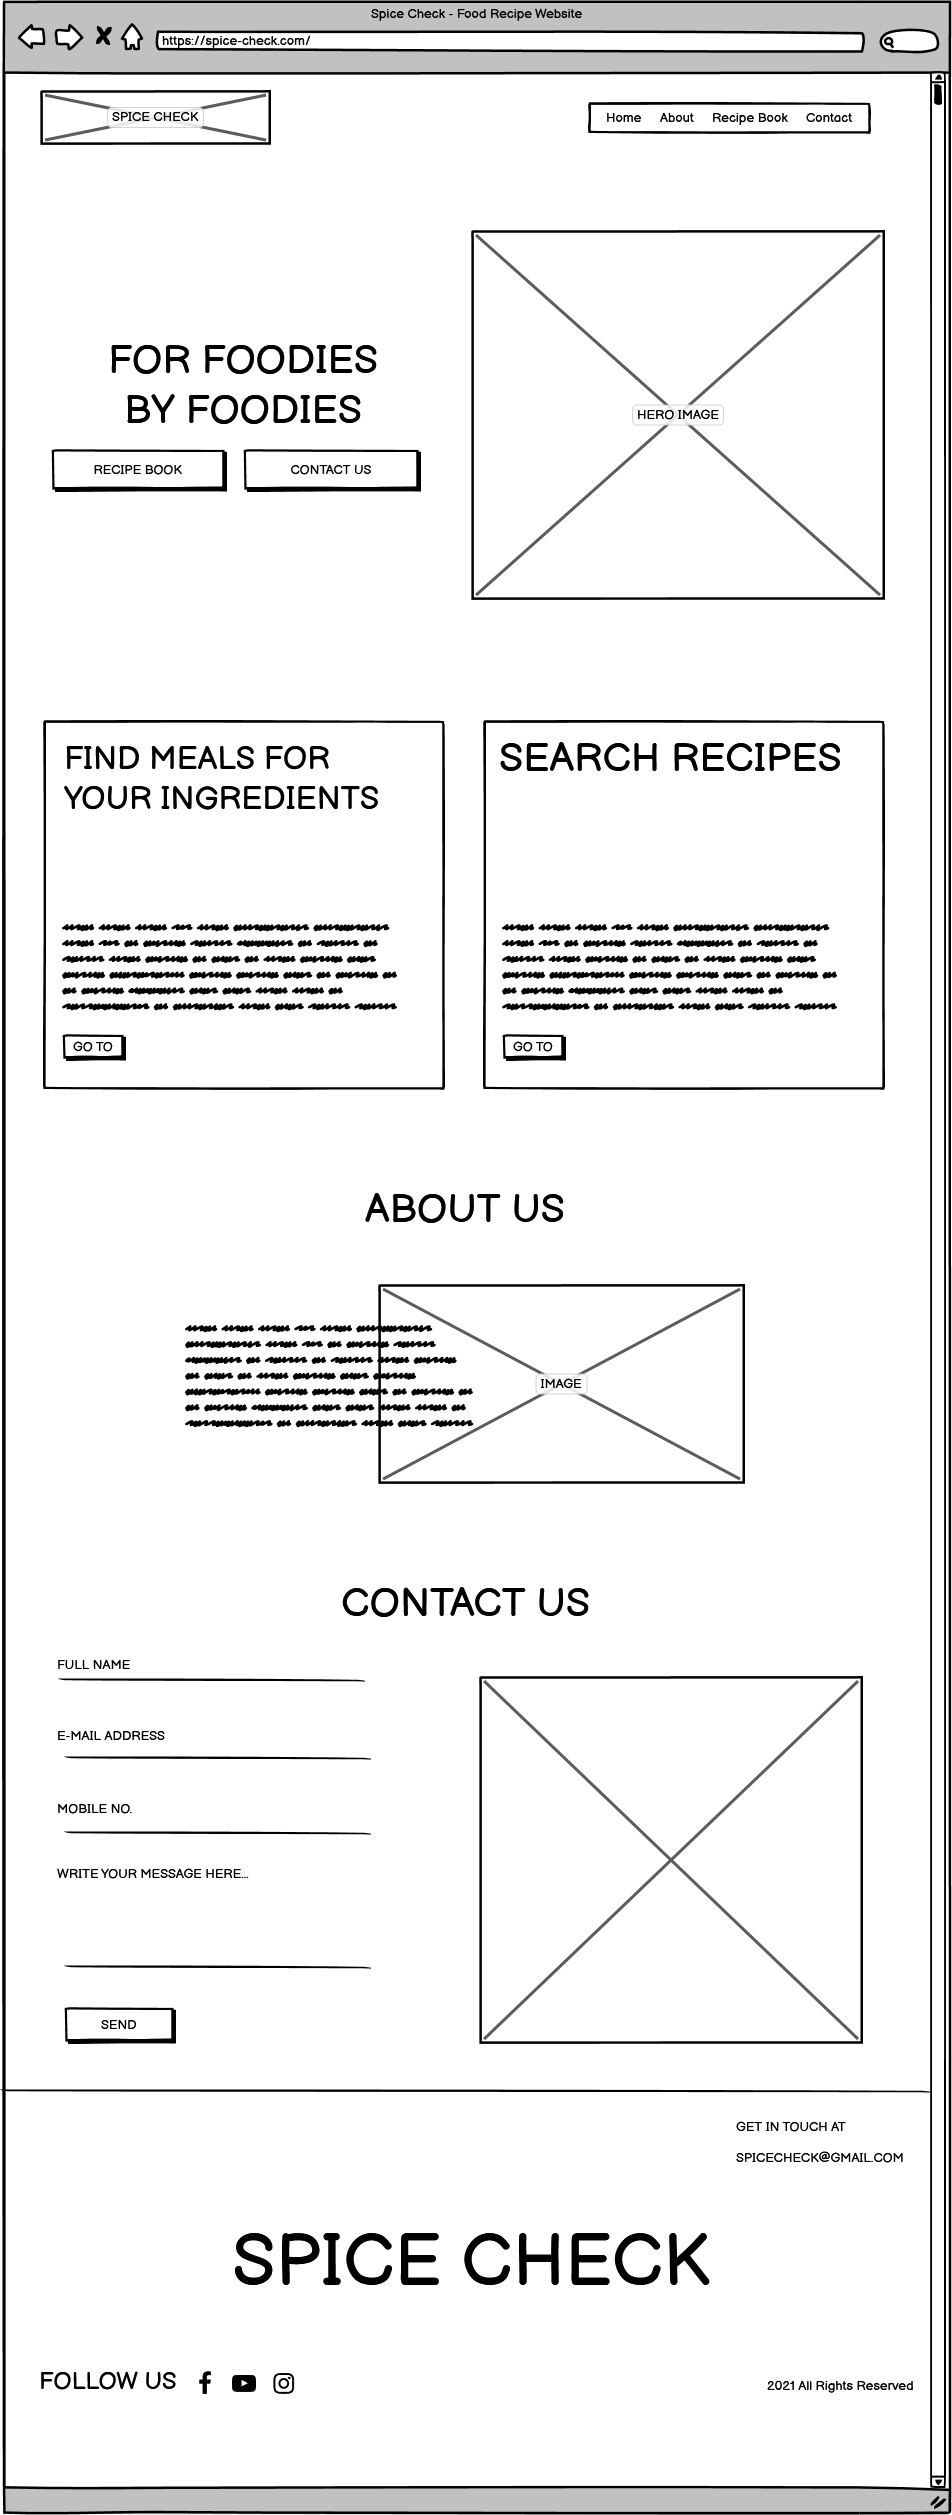 Spice Check - Food Recipe Website
https://spice-check.com/
SPICE CHECK
Home About Recipe Book Contact
FOR FOODIES
BY FOODIES
RECIPE BOOK
CONTACT US
HERO IMAGE
FIND MEALS FOR
YOUR INGREDIENTS
GO TO
SEARCH RECIPES
GO TO
ABOUT US
IMAGE
CONTACT US
FULL NAME
E-MAIL ADDRESS
MOBILE NO.
WRITE YOUR MESSAGE HERE...
SEND
GET IN TOUCH AT
SPICECHECK@GMAIL.COM
SPICE CHECK
FOLLOW US
2021 All Rights Reserved